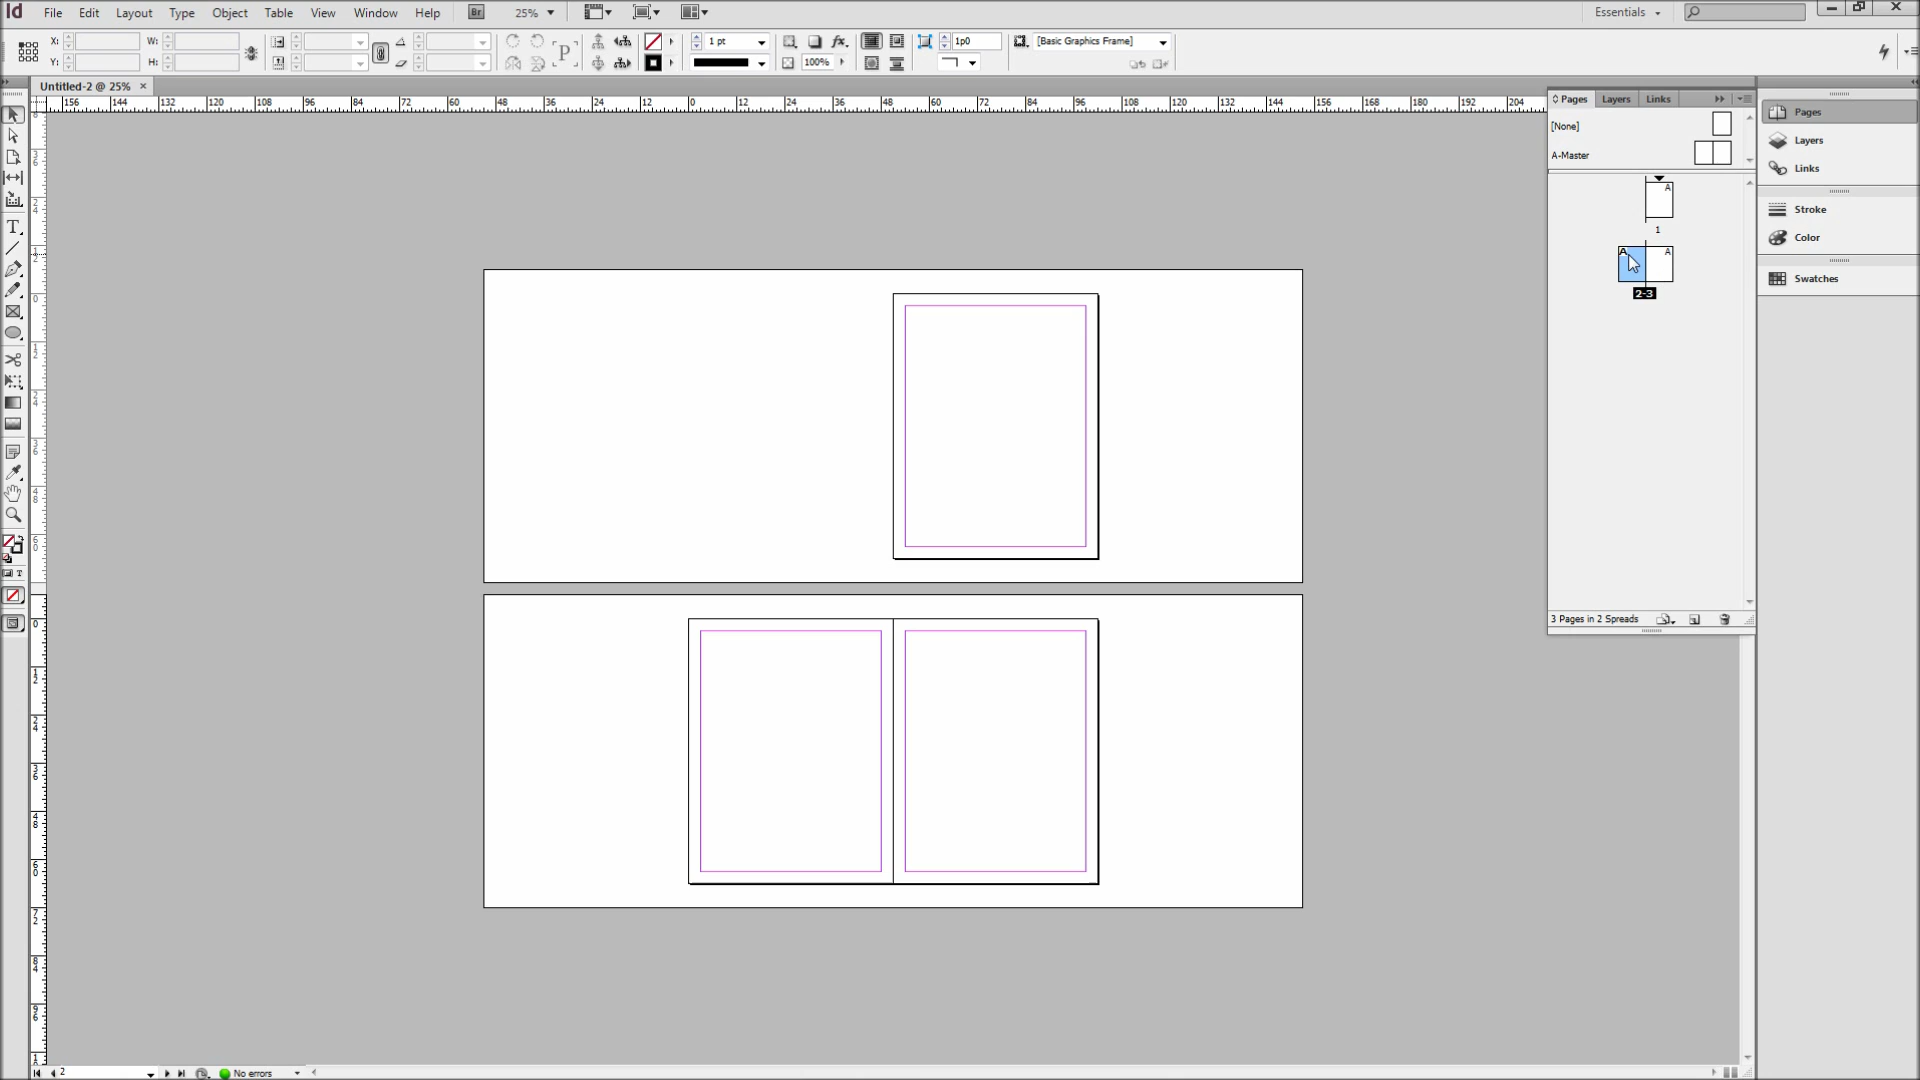 Id File Edit Layout Type Object Table View Window Help Br 25% Essentials
X: W: 1 pt fx. 1p0 [Basic Graphics Frame]
Y: H: P 100%
Untitled-2 @ 25% ×
156 144 132 120 108 96 84 72 60 48 36 24 12 0 12 24 36 48 60 72 84 96 108 120 132 144 156 168 180 192 204
Pages Layers Links
[None]
A-Master
A
1
A A
2-3
3 Pages in 2 Spreads
Pages
Layers
Links
Stroke
Color
Swatches
T
T
2 No errors